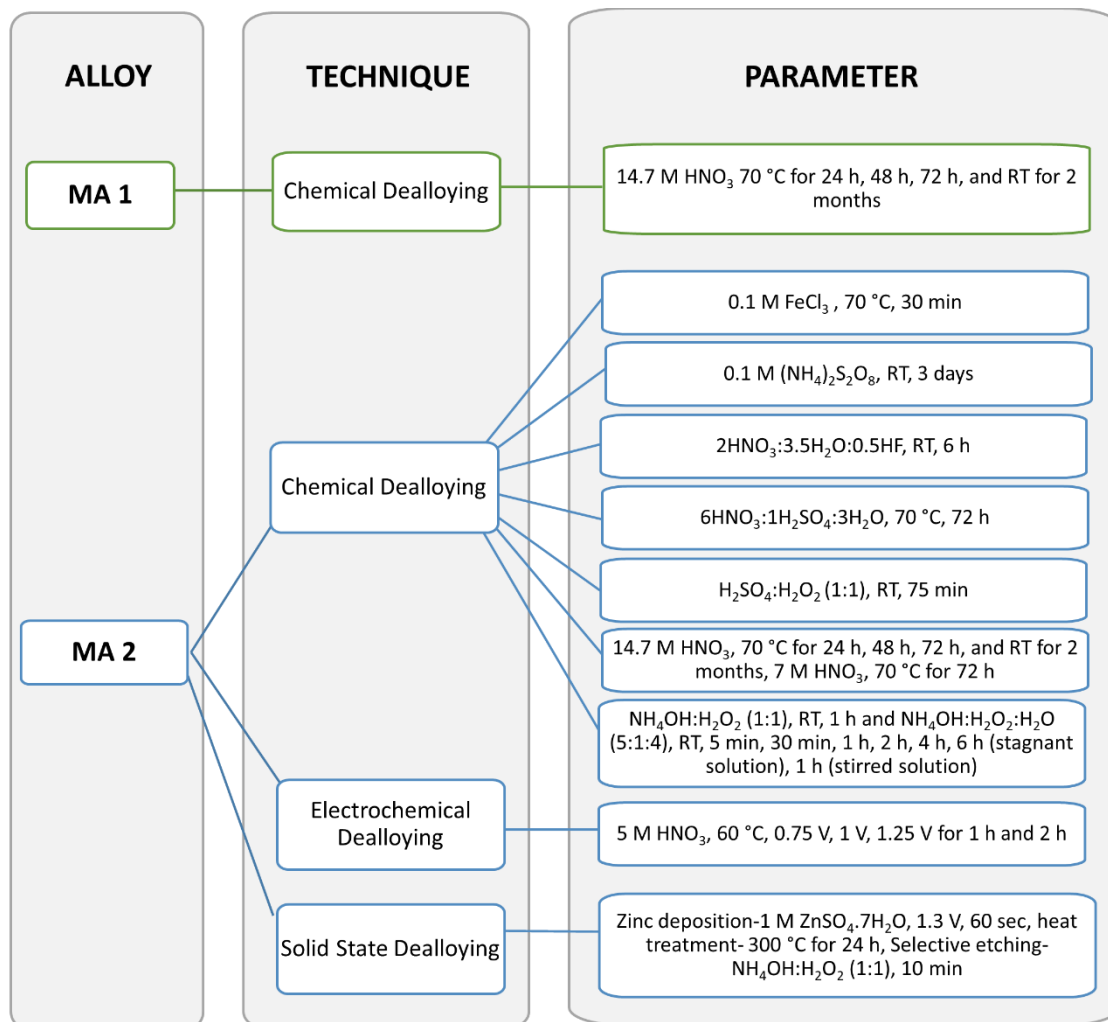 ALLOY
TECHNIQUE
PARAMETER
MA 1
Chemical Dealloying
14.7 M HNO₃ 70 °C for 24 h, 48 h, 72 h, and RT for 2
months
0.1 M FeCl₃ , 70 °C, 30 min
0.1 M (NH₄)₂S₂O₈, RT, 3 days
2HNO₃:3.5H₂O:0.5HF, RT, 6 h
Chemical Dealloying
6HNO₃:1H₂SO₄:3H₂O, 70 °C, 72 h
H₂SO₄:H₂O₂ (1:1), RT, 75 min
MA 2
14.7 M HNO₃, 70 °C for 24 h, 48 h, 72 h, and RT for 2
months, 7 M HNO₃, 70 °C for 72 h
NH₄OH:H₂O₂ (1:1), RT, 1 h and NH₄OH:H₂O₂:H₂O
(5:1:4), RT, 5 min, 30 min, 1 h, 2 h, 4 h, 6 h (stagnant
solution), 1 h (stirred solution)
Electrochemical
Dealloying
5 M HNO₃, 60 °C, 0.75 V, 1 V, 1.25 V for 1 h and 2 h
Solid State Dealloying
Zinc deposition-1 M ZnSO₄.7H₂O, 1.3 V, 60 sec, heat
treatment- 300 °C for 24 h, Selective etching-
NH₄OH:H₂O₂ (1:1), 10 min